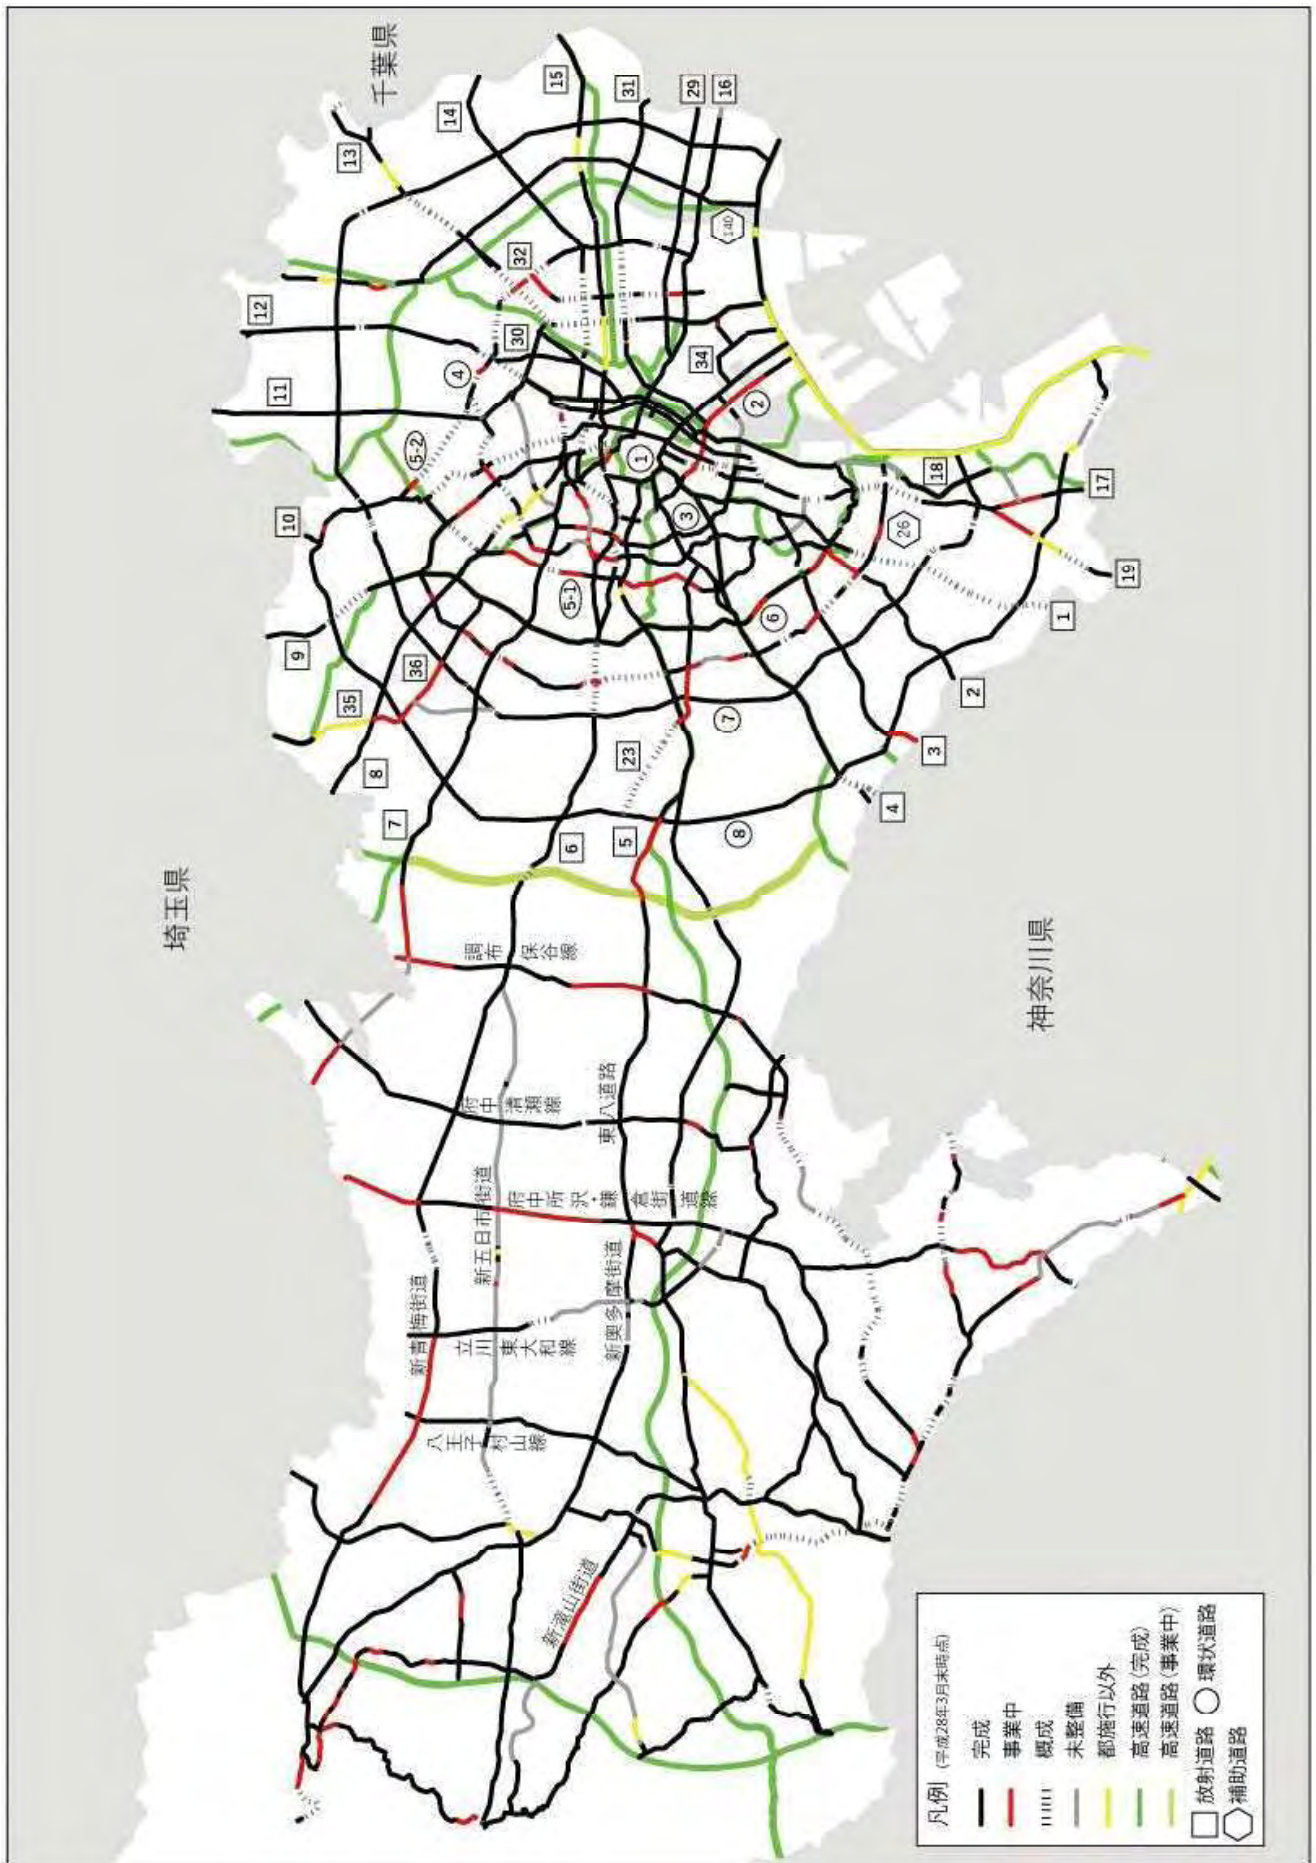 埼玉県
千葉県
神奈川県
9
10
11
12
13
14
15
31
29
16
35
36
8
7
5-2
4
30
32
34
140
5-1
1
2
3
6
23
7
6
5
8
26
18
17
19
1
2
3
4
調布保谷線
府中清瀬線
東八道路
新五日市街道
府中所沢・鎌倉街道線
新青梅街道
立川東大和線
新奥多摩街道
八王子村山線
新滝山街道
凡例 (平成28年3月末時点)
完成
事業中
概成
未整備
都施行以外
高速道路(完成)
高速道路(事業中)
放射道路 環状道路
補助道路